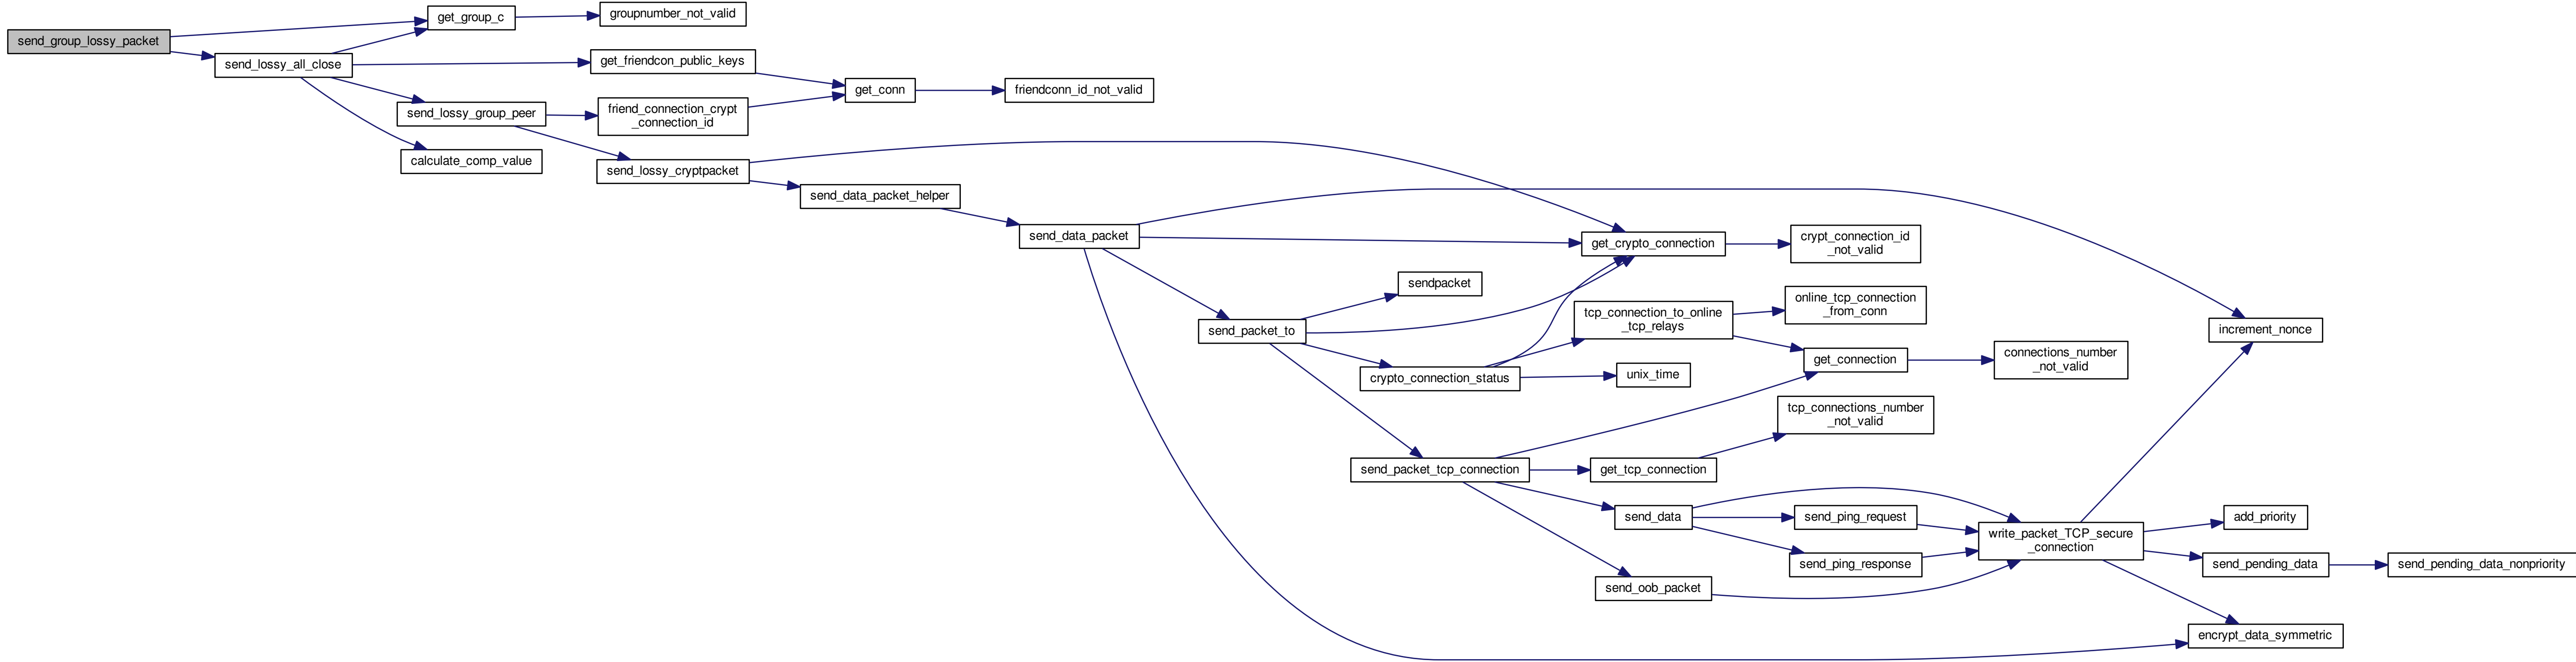 send_group_lossy_packet
send_lossy_all_close
get_group_c
groupnumber_not_valid
get_friendcon_public_keys
get_conn
friendconn_id_not_valid
send_lossy_group_peer
friend_connection_crypt
_connection_id
calculate_comp_value
send_lossy_cryptpacket
send_data_packet_helper
send_data_packet
get_crypto_connection
crypt_connection_id
_not_valid
sendpacket
send_packet_to
tcp_connection_to_online
_tcp_relays
online_tcp_connection
_from_conn
increment_nonce
crypto_connection_status
unix_time
get_connection
connections_number
_not_valid
tcp_connections_number
_not_valid
send_packet_tcp_connection
get_tcp_connection
send_data
send_ping_request
send_ping_response
send_oob_packet
write_packet_TCP_secure
_connection
add_priority
send_pending_data
send_pending_data_nonpriority
encrypt_data_symmetric